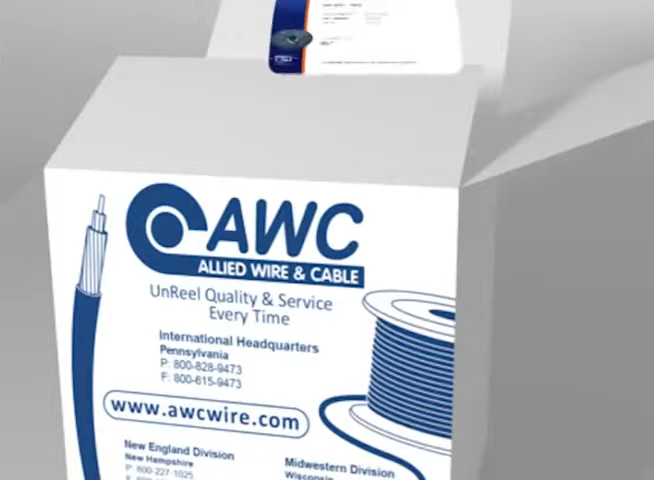 AWC
ALLIED WIRE & CABLE
UnReel Quality & Service
Every Time
International Headquarters
Pennsylvania
P: 800-828-9473
F: 800-615-9473
www.awcwire.com
New England Division
New Hampshire
P 800-227-1025
Midwestern Division
Wisconsin